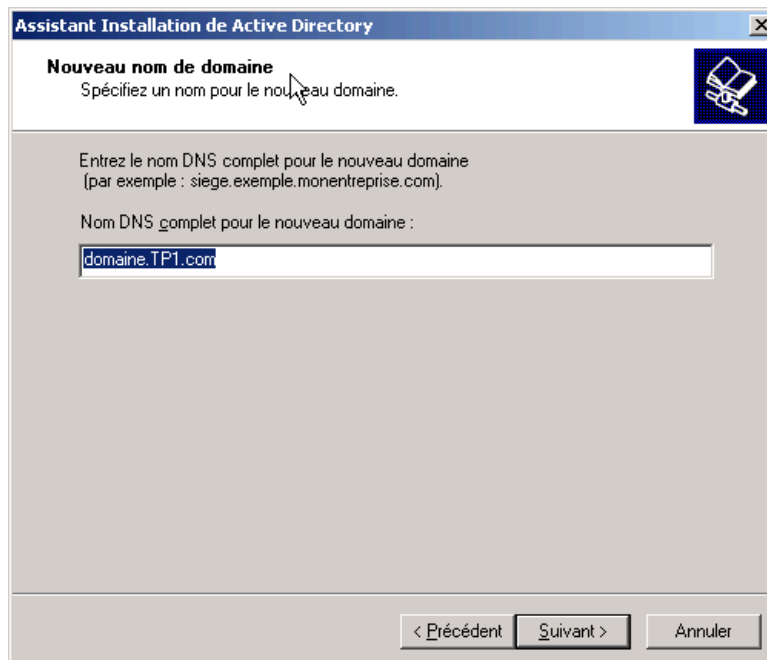 Assistant Installation de Active Directory
Nouveau nom de domaine
Spécifiez un nom pour le nouveau domaine.
Entrez le nom DNS complet pour le nouveau domaine
(par exemple : siege.exemple.monentreprise.com).
Nom DNS complet pour le nouveau domaine :
domaine.TP1.com
< Précédent Suivant > Annuler